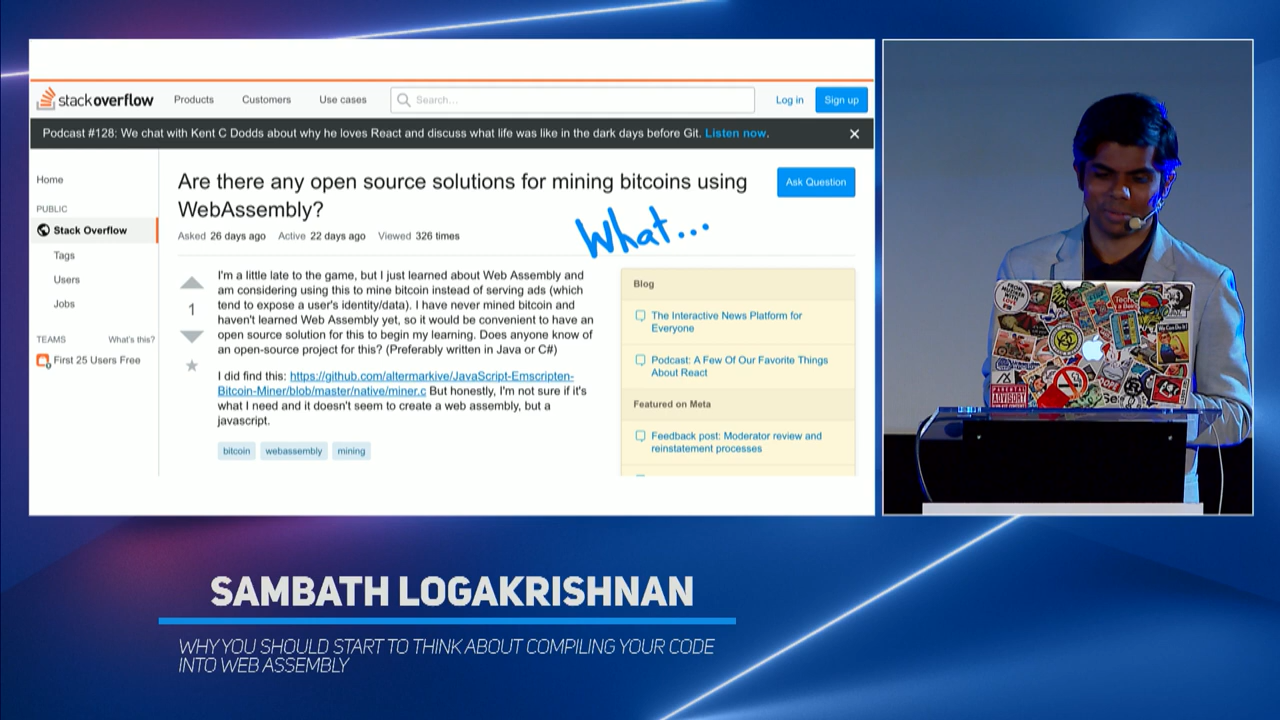 stackoverflow
Products
Customers
Use cases
Search...
Log in
Sign up
Podcast #128: We chat with Kent C Dodds about why he loves React and discuss what life was like in the dark days before Git. Listen now.
Home
PUBLIC
Stack Overflow
Tags
Users
Jobs
TEAMS
What's this?
First 25 Users Free
Are there any open source solutions for mining bitcoins using
WebAssembly?
Ask Question
Asked 26 days ago Active 22 days ago Viewed 326 times
What...
1
I'm a little late to the game, but I just learned about Web Assembly and
am considering using this to mine bitcoin instead of serving ads (which
tend to expose a user's identity/data). I have never mined bitcoin and
haven't learned Web Assembly yet, so it would be convenient to have an
open source solution for this to begin my learning. Does anyone know of
an open-source project for this? (Preferably written in Java or C#)
I did find this: https://github.com/altermarkive/JavaScript-Emscripten-
Bitcoin-Miner/blob/master/native/miner.c But honestly, I'm not sure if it's
what I need and it doesn't seem to create a web assembly, but a
javascript.
bitcoin
webassembly
mining
Blog
The Interactive News Platform for
Everyone
Podcast: A Few Of Our Favorite Things
About React
Featured on Meta
Feedback post: Moderator review and
reinstatement processes
PARENTAL
ADVISORY
SAMBATH LOGAKRISHNAN
WHY YOU SHOULD START TO THINK ABOUT COMPILING YOUR CODE
INTO WEB ASSEMBLY